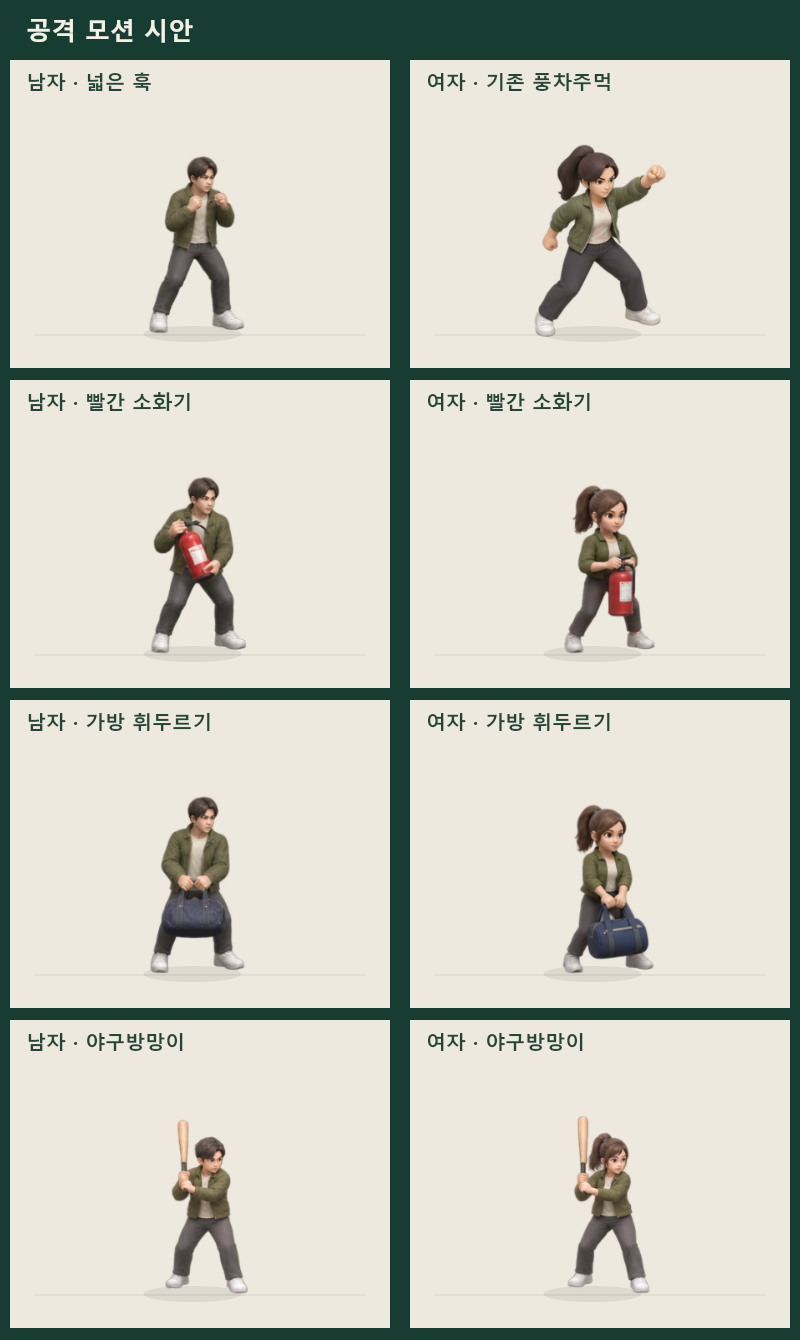 공격 모션 시안
남자 · 넓은 훅
여자 · 기존 풍차주먹
남자 · 빨간 소화기
여자 · 빨간 소화기
남자 · 가방 휘두르기
여자 · 가방 휘두르기
남자 · 야구방망이
여자 · 야구방망이